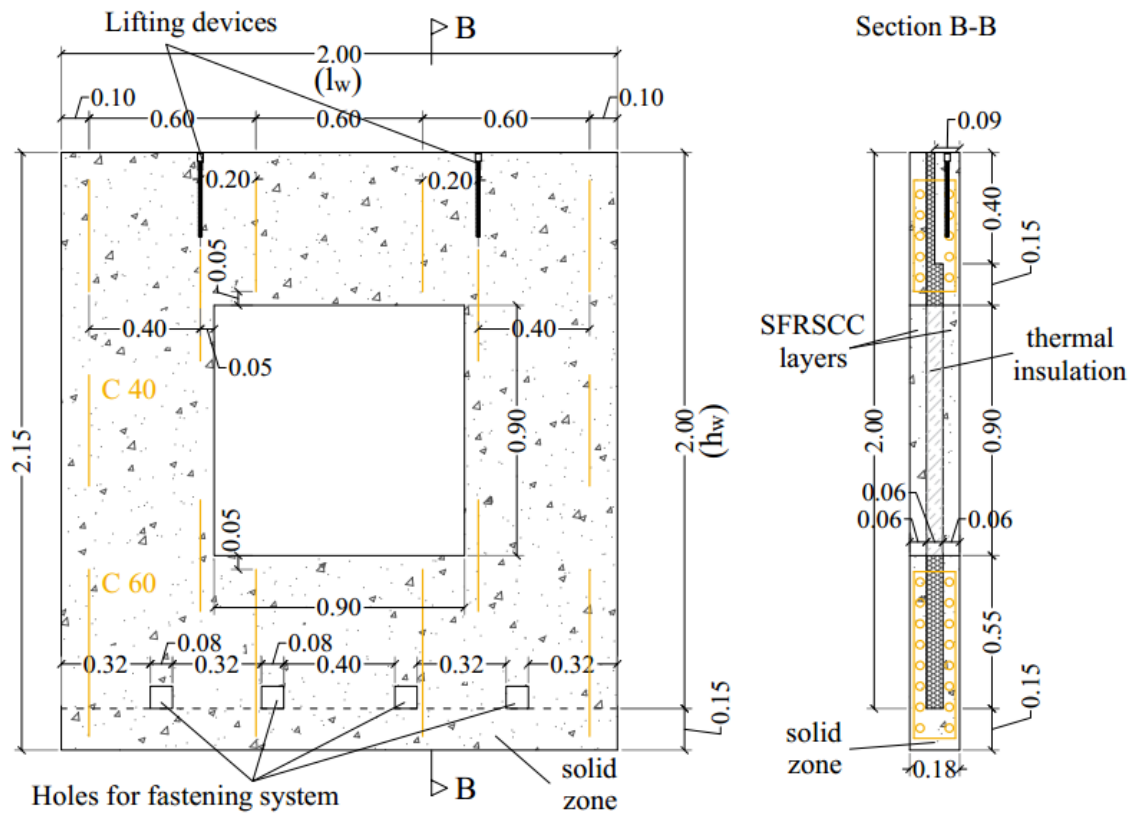 Lifting devices
B
Section B-B
2.00
(lw)
0.10
0.60
0.60
0.60
0.10
0.09
0.20
0.20
0.40
0.15
0.05
0.40
0.05
0.40
SFRSCC
layers
thermal
insulation
C 40
2.15
0.90
2.00
(hw)
2.00
0.90
0.06
0.06
0.06
0.05
C 60
0.90
0.55
0.08
0.08
0.32
0.32
0.40
0.32
0.32
0.15
0.15
solid
zone
0.18
Holes for fastening system
B
solid
zone